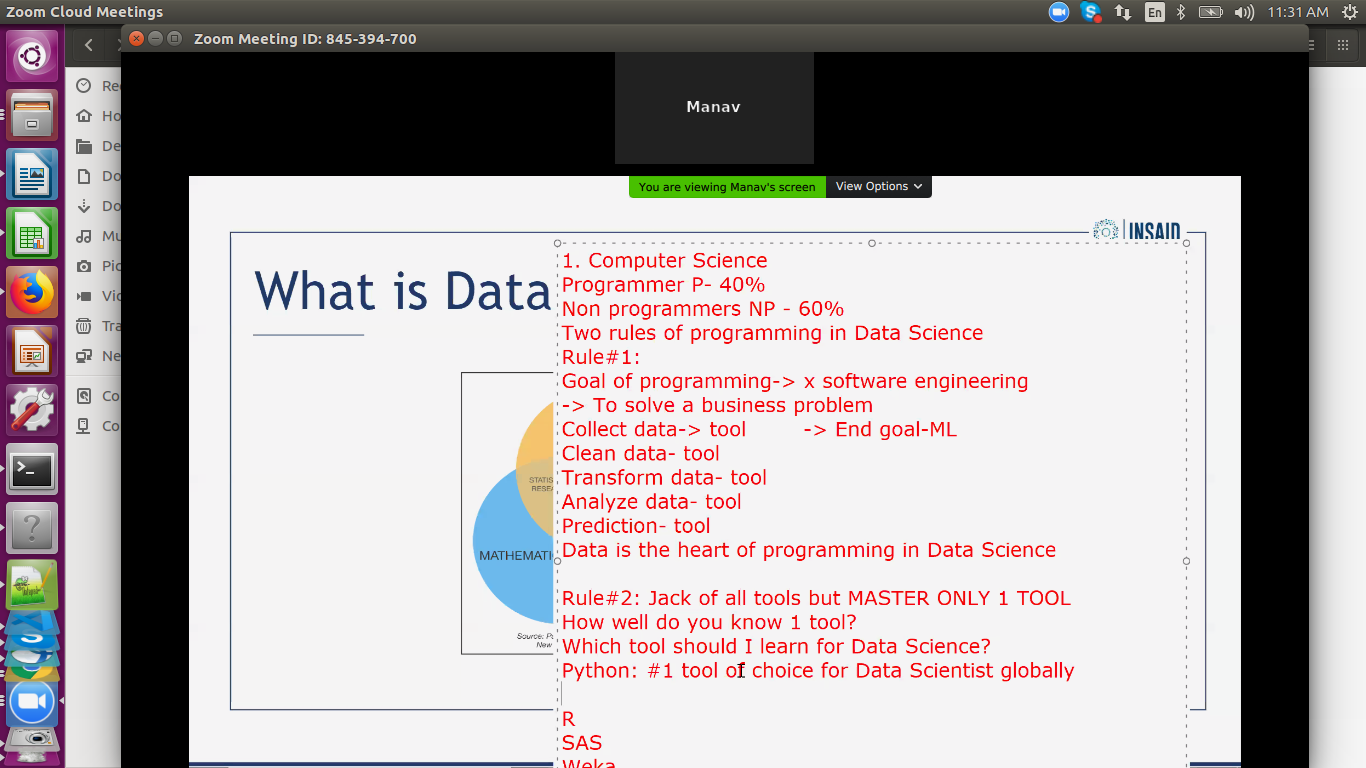 Zoom Cloud Meetings
En
11:31 AM
Zoom Meeting ID: 845-394-700
Re
Ho
De
Do
Do
Mu
Pic
Vic
Tra
Ne
Co
Co
Manav
You are viewing Manav's screen
View Options
INSAID
What is Data
STATIS
RESEA
MATHEMATI
Source: P
New
1. Computer Science
Programmer P- 40%
Non programmers NP - 60%
Two rules of programming in Data Science
Rule#1:
Goal of programming-> x software engineering
-> To solve a business problem
Collect data-> tool -> End goal-ML
Clean data- tool
Transform data- tool
Analyze data- tool
Prediction- tool
Data is the heart of programming in Data Science
Rule#2: Jack of all tools but MASTER ONLY 1 TOOL
How well do you know 1 tool?
Which tool should I learn for Data Science?
Python: #1 tool of choice for Data Scientist globally
R
SAS
Weka